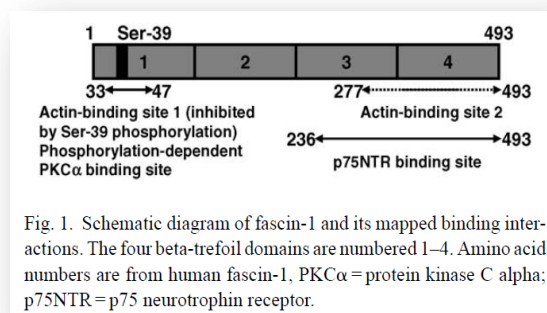 1 Ser-39 493
1 2 3 4
33 47 277 493
Actin-binding site 1 (inhibited
by Ser-39 phosphorylation)
Phosphorylation-dependent
PKCα binding site
Actin-binding site 2
236 493
p75NTR binding site
Fig. 1. Schematic diagram of fascin-1 and its mapped binding inter-
actions. The four beta-trefoil domains are numbered 1–4. Amino acid
numbers are from human fascin-1, PKCα=protein kinase C alpha;
p75NTR=p75 neurotrophin receptor.